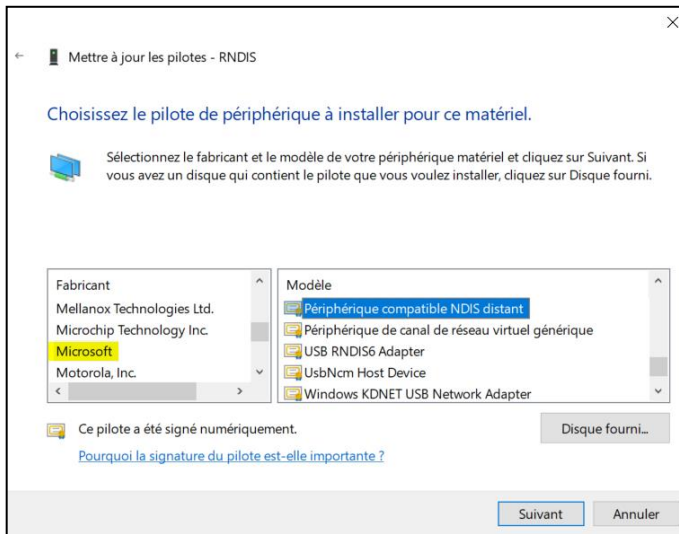 Mettre à jour les pilotes - RNDIS
Choisissez le pilote de périphérique à installer pour ce matériel.
Sélectionnez le fabricant et le modèle de votre périphérique matériel et cliquez sur Suivant. Si
vous avez un disque qui contient le pilote que vous voulez installer, cliquez sur Disque fourni.
Fabricant
Mellanox Technologies Ltd.
Microchip Technology Inc.
Microsoft
Motorola, Inc.
Modèle
Périphérique compatible NDIS distant
Périphérique de canal de réseau virtuel générique
USB RNDIS6 Adapter
UsbNcm Host Device
Windows KDNET USB Network Adapter
Ce pilote a été signé numériquement.
Disque fourni...
Pourquoi la signature du pilote est-elle importante ?
Suivant
Annuler